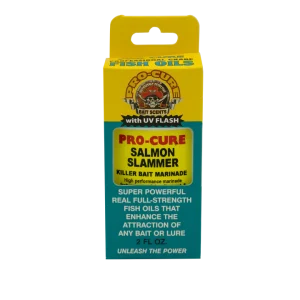 FISH OILS
PRO-CURE
BAIT SCENTS
with UV FLASH
PRO-CURE
SALMON
SLAMMER
KILLER BAIT MARINADE
High performance marinade
SUPER POWERFUL
REAL FULL-STRENGTH
FISH OILS THAT
ENHANCE THE
ATTRACTION OF
ANY BAIT OR LURE
2 FL OZ.
UNLEASH THE POWER